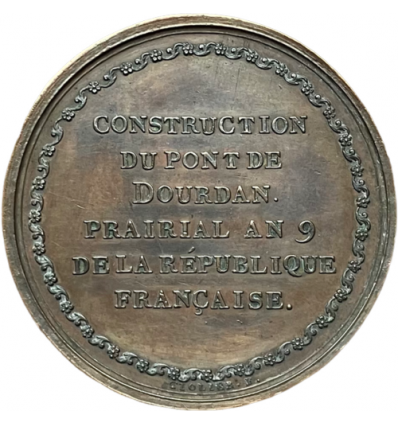 CONSTRUCTION
DU PONT DE
DOURDAN.
PRAIRIAL AN 9
DE LA RÉPUBLIQUE
FRANÇAISE.